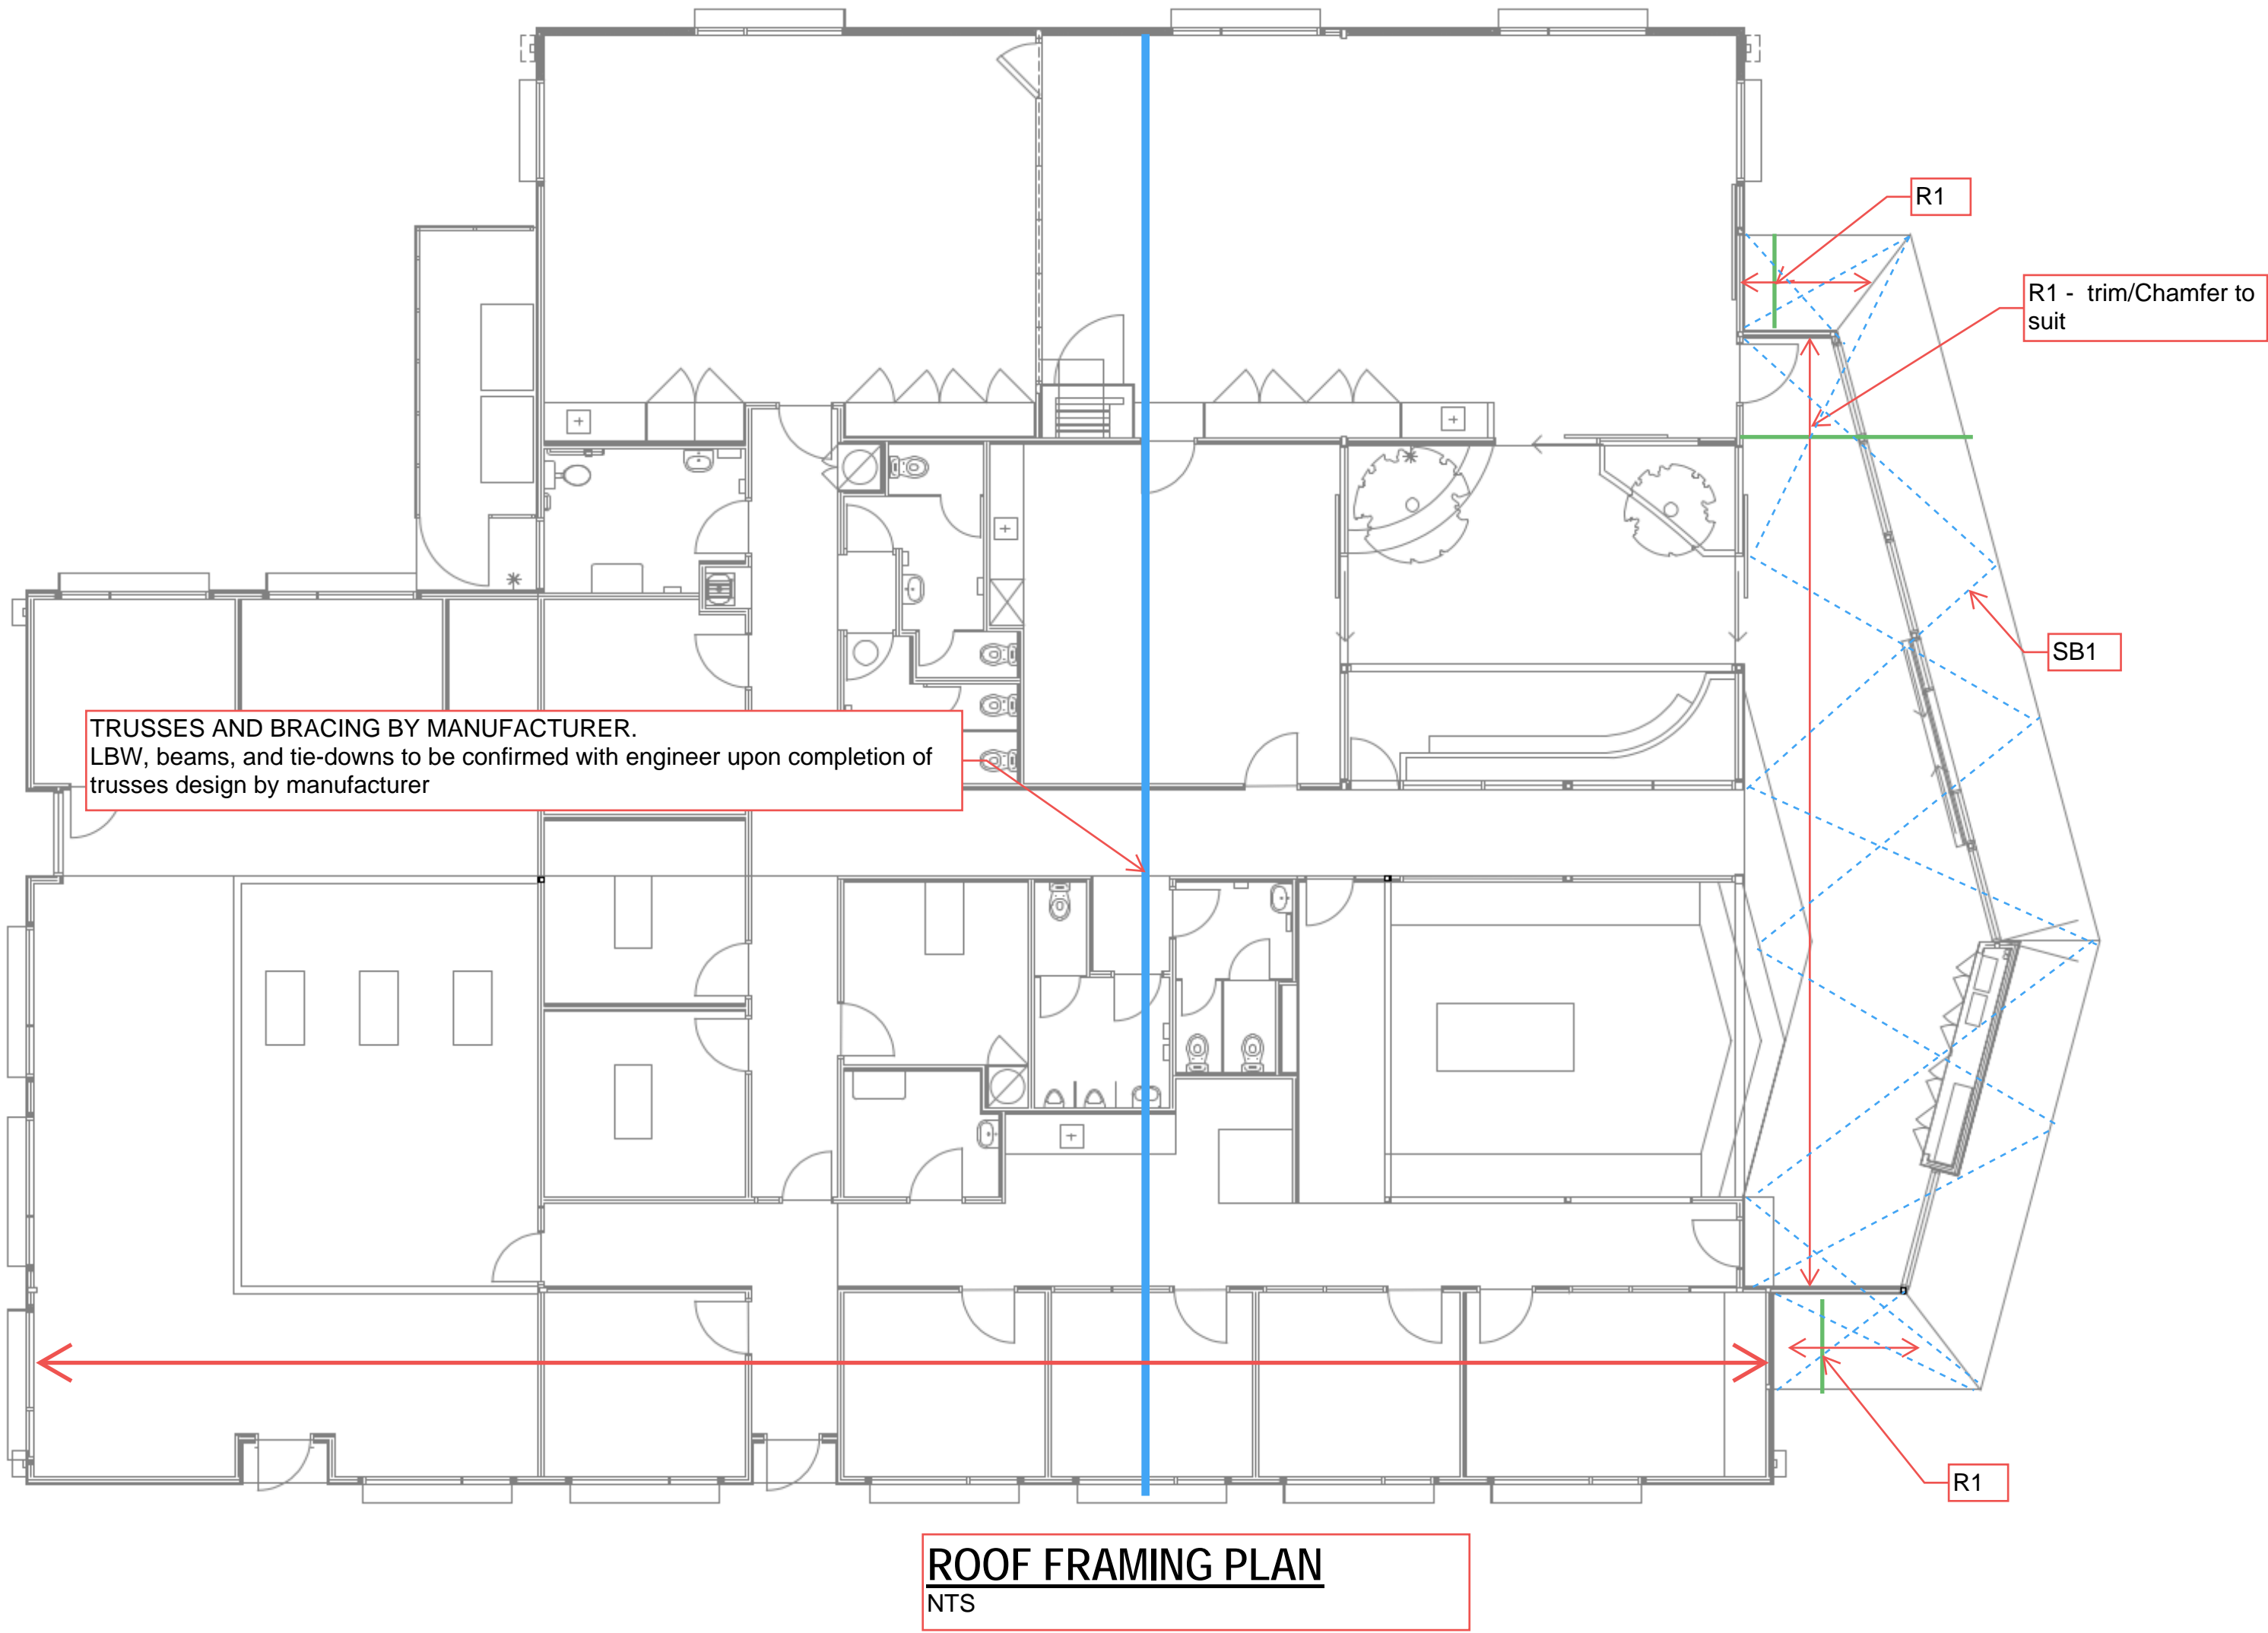 R1
R1 - trim/Chamfer to
suit
SB1
TRUSSES AND BRACING BY MANUFACTURER.
LBW, beams, and tie-downs to be confirmed with engineer upon completion of
trusses design by manufacturer
R1
ROOF FRAMING PLAN
NTS